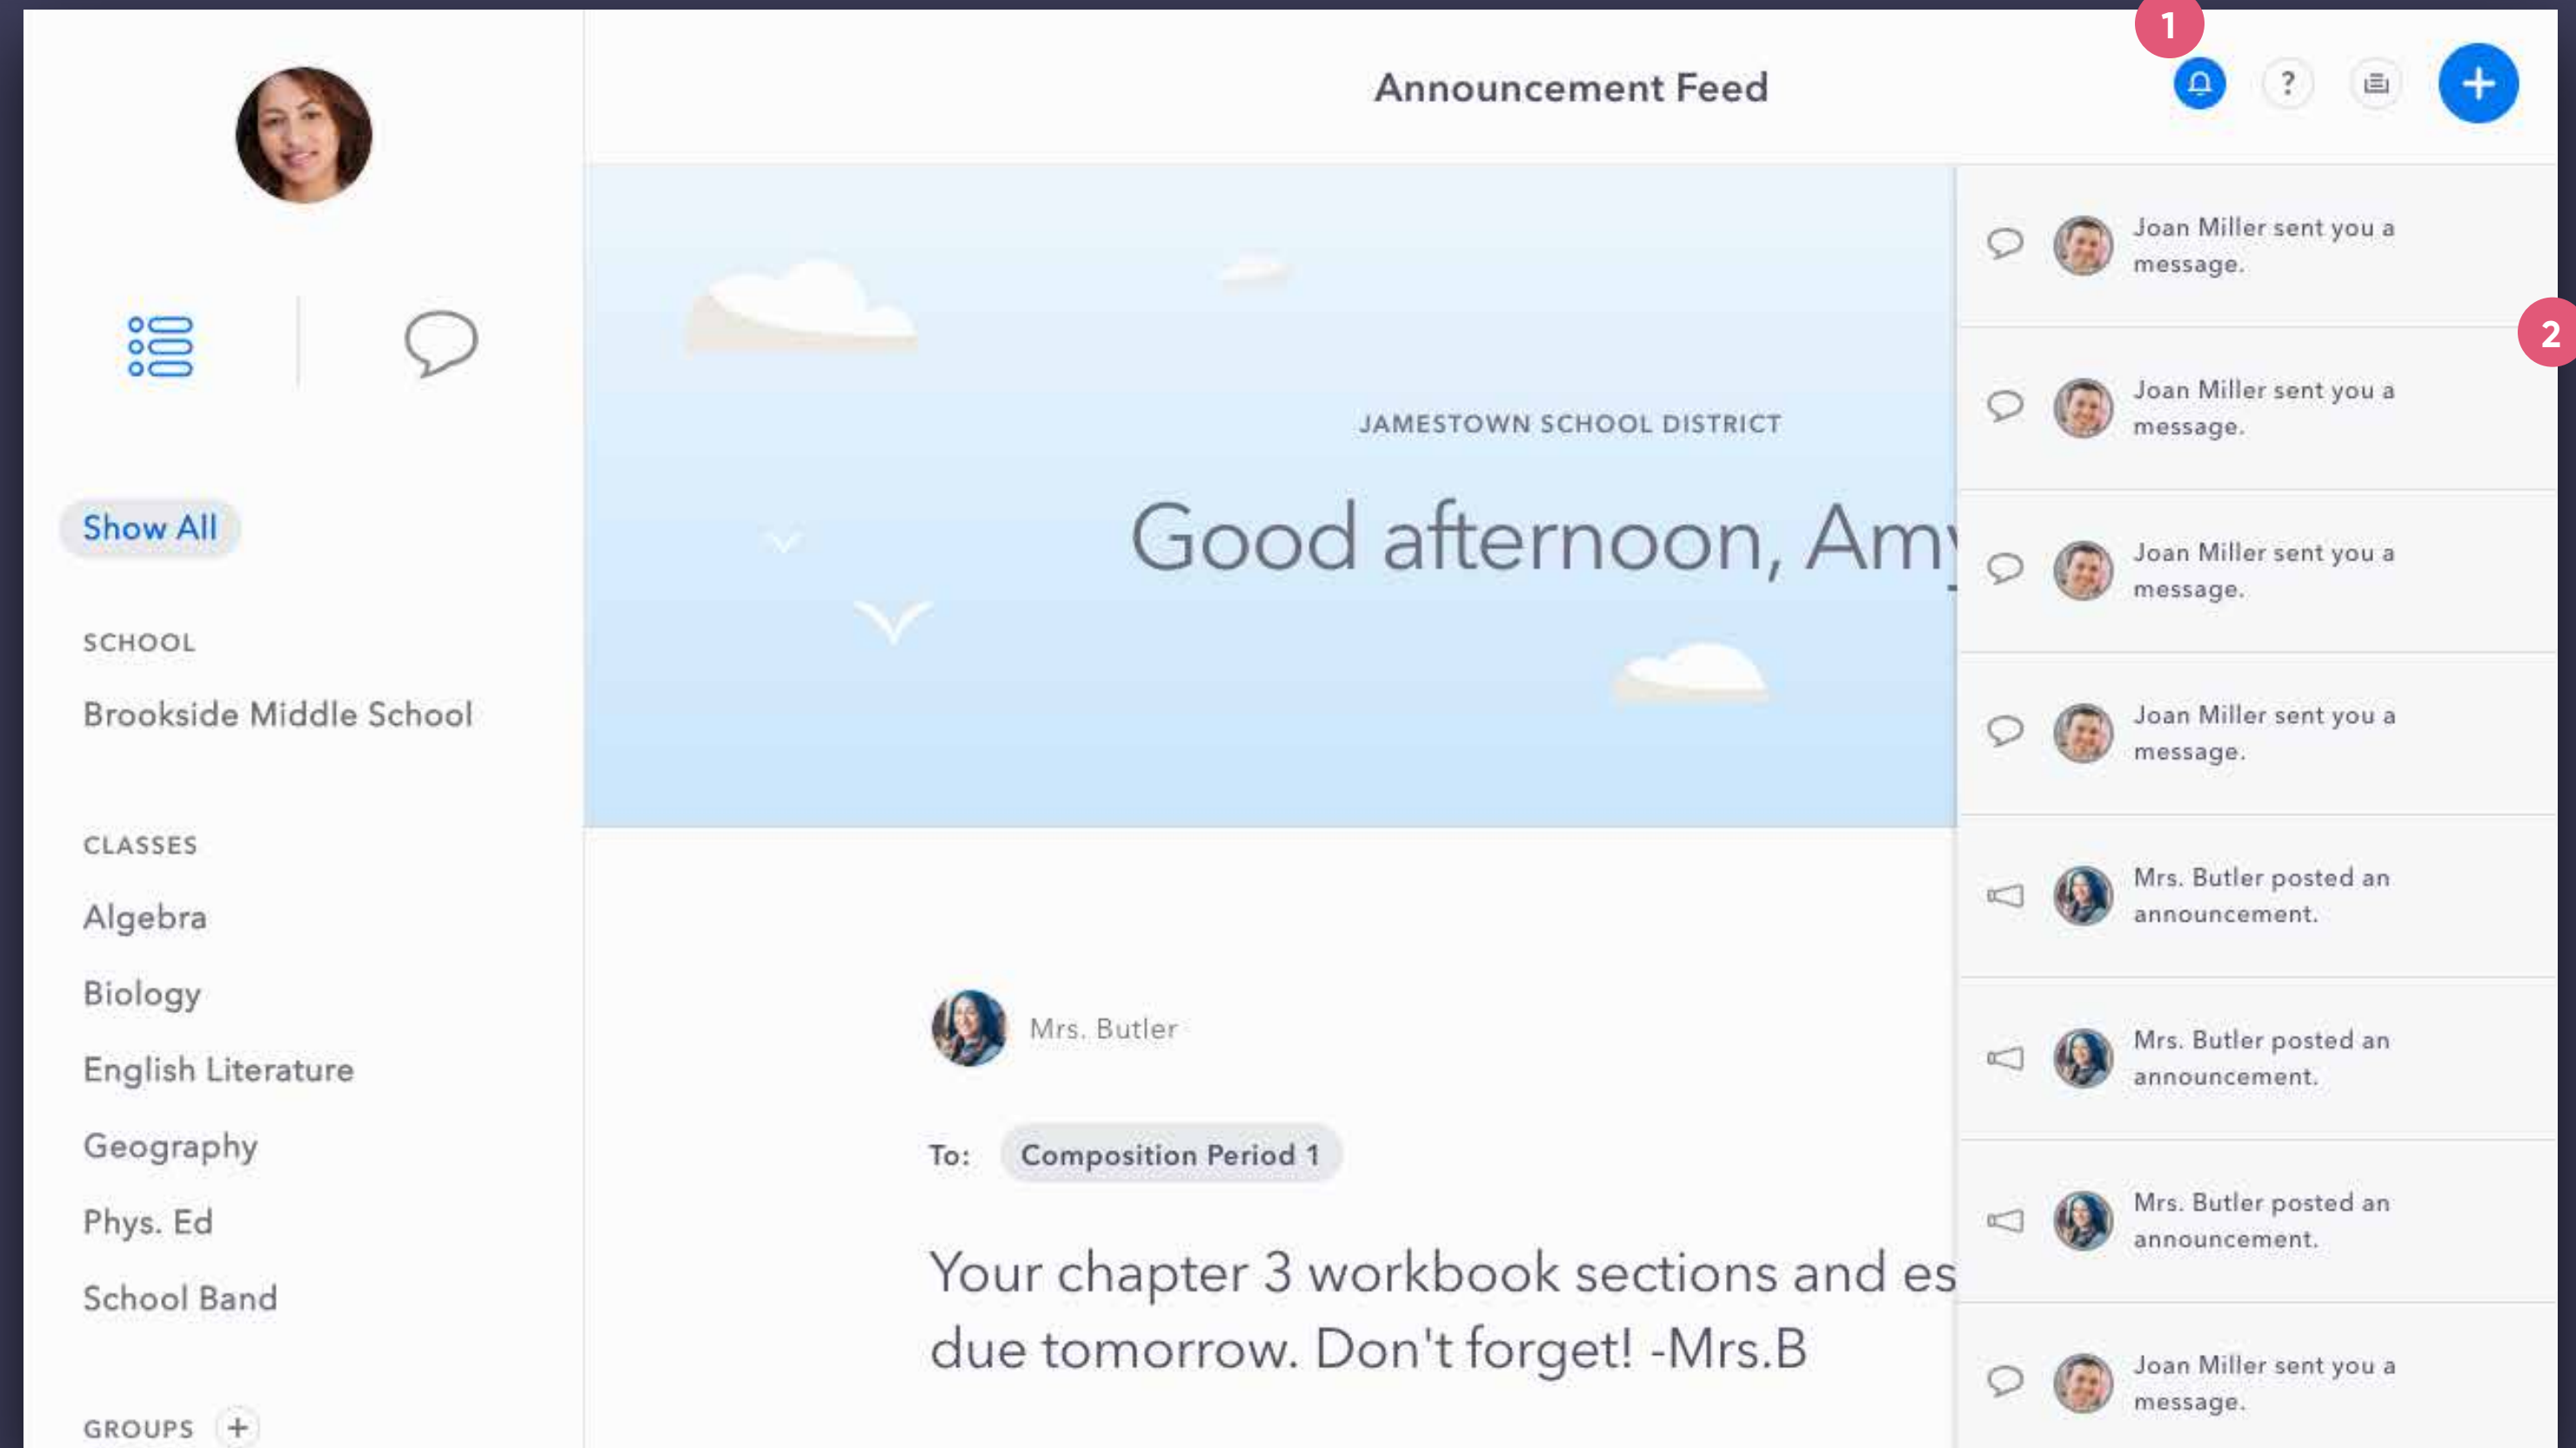 1
Announcement Feed
?
+
Show All
SCHOOL
Brookside Middle School
CLASSES
Algebra
Biology
English Literature
Geography
Phys. Ed
School Band
GROUPS +
JAMESTOWN SCHOOL DISTRICT
Good afternoon, Amy
Mrs. Butler
To: Composition Period 1
Your chapter 3 workbook sections and es
due tomorrow. Don't forget! -Mrs.B
Joan Miller sent you a
message.
2
Joan Miller sent you a
message.
Joan Miller sent you a
message.
Joan Miller sent you a
message.
Mrs. Butler posted an
announcement.
Mrs. Butler posted an
announcement.
Mrs. Butler posted an
announcement.
Joan Miller sent you a
message.